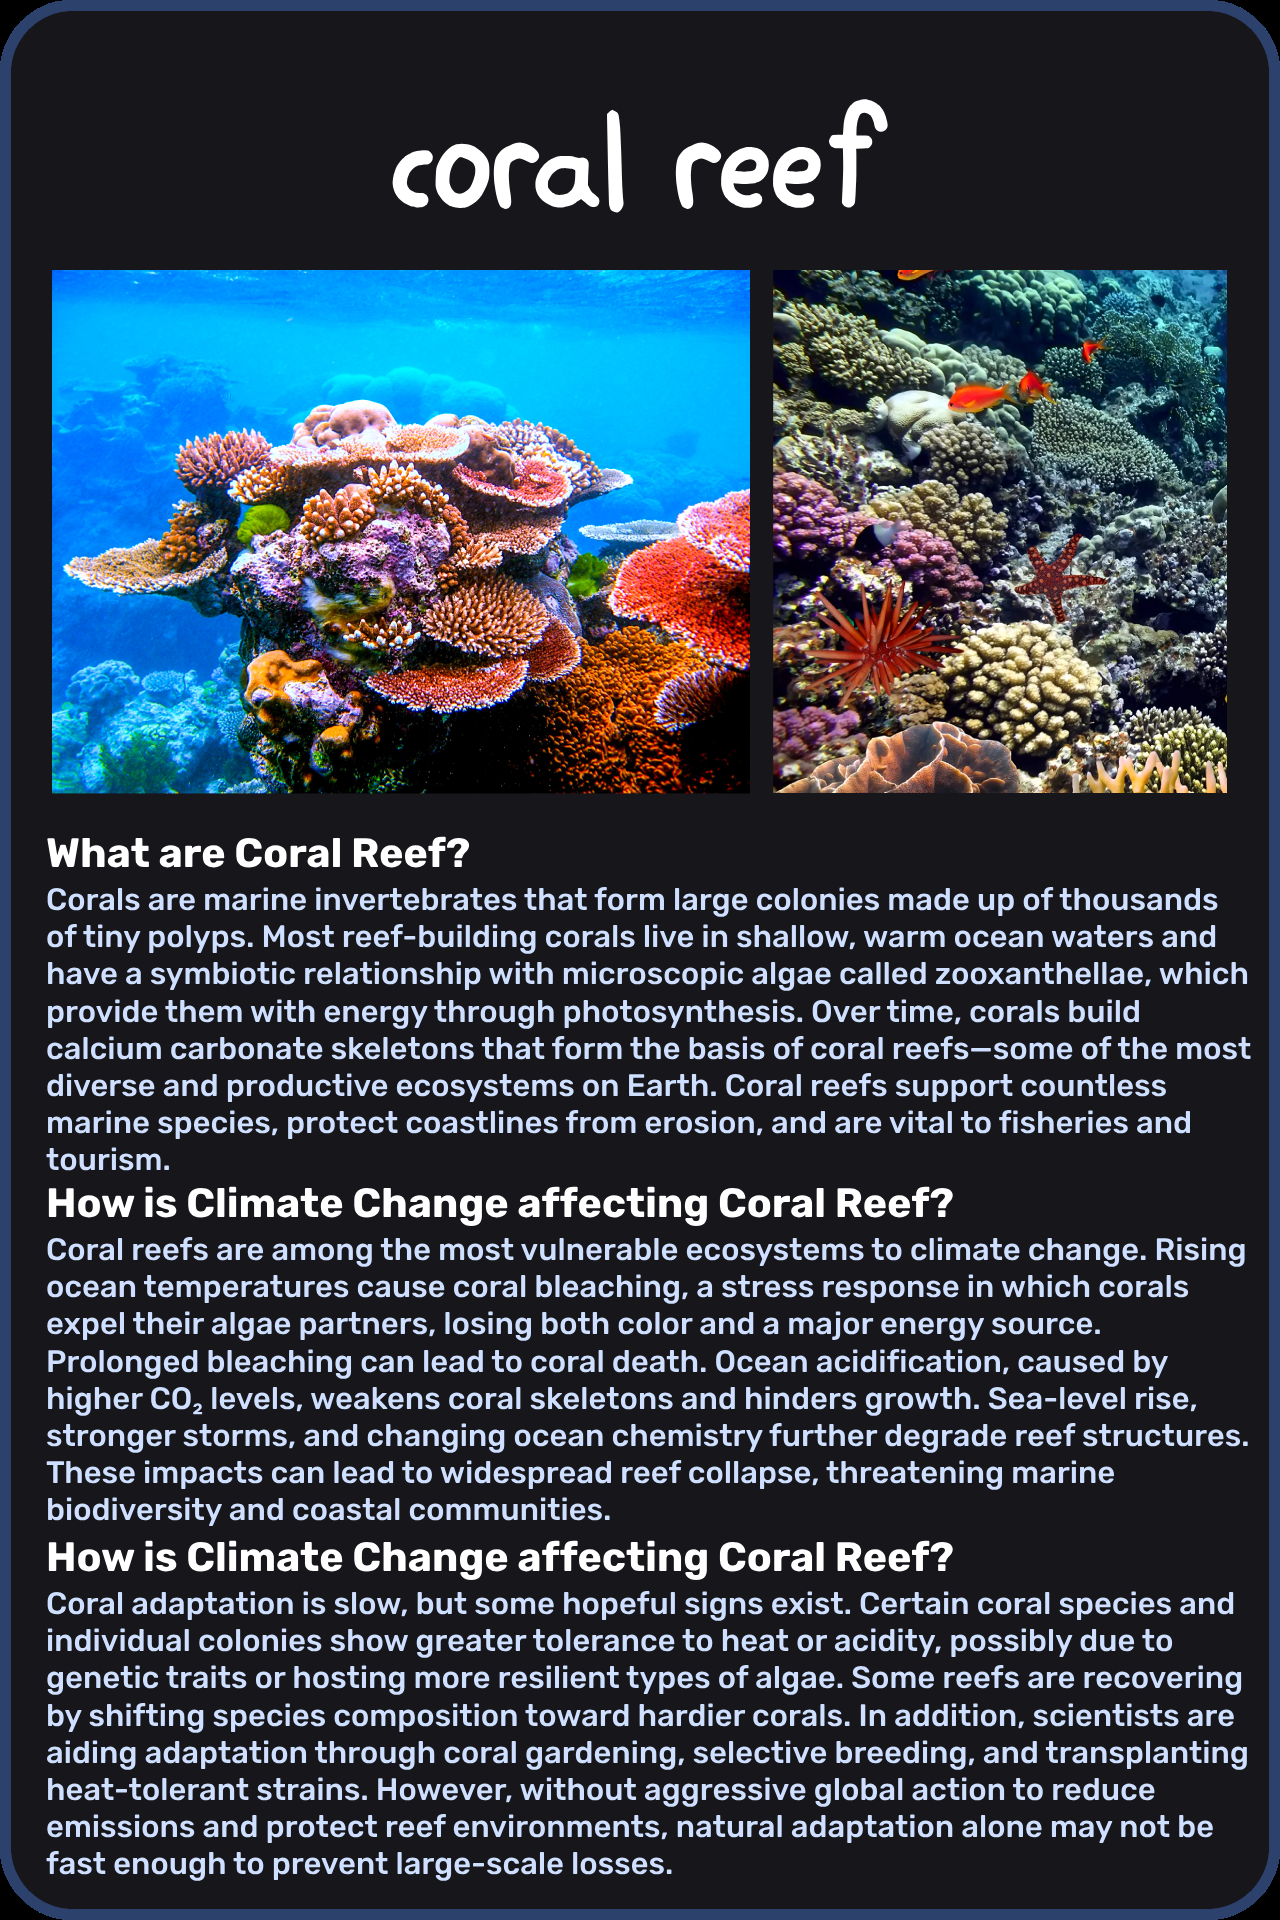 coral reef
What are Coral Reef?
Corals are marine invertebrates that form large colonies made up of thousands
of tiny polyps. Most reef-building corals live in shallow, warm ocean waters and
have a symbiotic relationship with microscopic algae called zooxanthellae, which
provide them with energy through photosynthesis. Over time, corals build
calcium carbonate skeletons that form the basis of coral reefs—some of the most
diverse and productive ecosystems on Earth. Coral reefs support countless
marine species, protect coastlines from erosion, and are vital to fisheries and
tourism.
How is Climate Change affecting Coral Reef?
Coral reefs are among the most vulnerable ecosystems to climate change. Rising
ocean temperatures cause coral bleaching, a stress response in which corals
expel their algae partners, losing both color and a major energy source.
Prolonged bleaching can lead to coral death. Ocean acidification, caused by
higher CO₂ levels, weakens coral skeletons and hinders growth. Sea-level rise,
stronger storms, and changing ocean chemistry further degrade reef structures.
These impacts can lead to widespread reef collapse, threatening marine
biodiversity and coastal communities.
How is Climate Change affecting Coral Reef?
Coral adaptation is slow, but some hopeful signs exist. Certain coral species and
individual colonies show greater tolerance to heat or acidity, possibly due to
genetic traits or hosting more resilient types of algae. Some reefs are recovering
by shifting species composition toward hardier corals. In addition, scientists are
aiding adaptation through coral gardening, selective breeding, and transplanting
heat-tolerant strains. However, without aggressive global action to reduce
emissions and protect reef environments, natural adaptation alone may not be
fast enough to prevent large-scale losses.